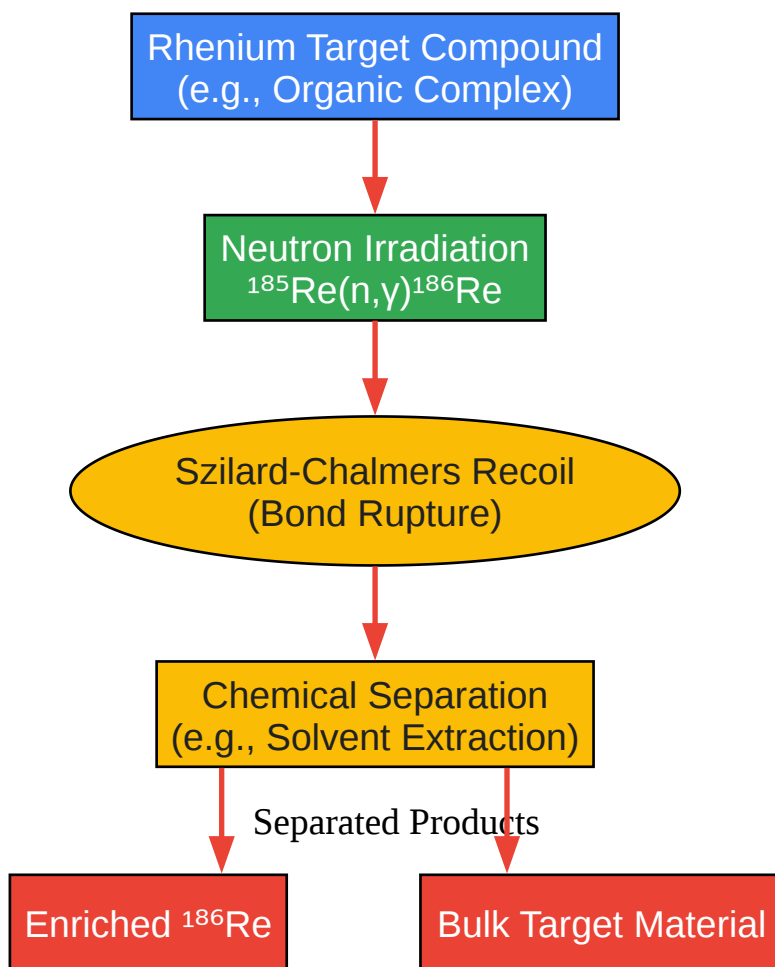 Rhenium Target Compound
(e.g., Organic Complex)
Neutron Irradiation
¹⁸⁵Re(n,γ)¹⁸⁶Re
Szilard-Chalmers Recoil
(Bond Rupture)
Chemical Separation
(e.g., Solvent Extraction)
Separated Products
Enriched ¹⁸⁶Re
Bulk Target Material